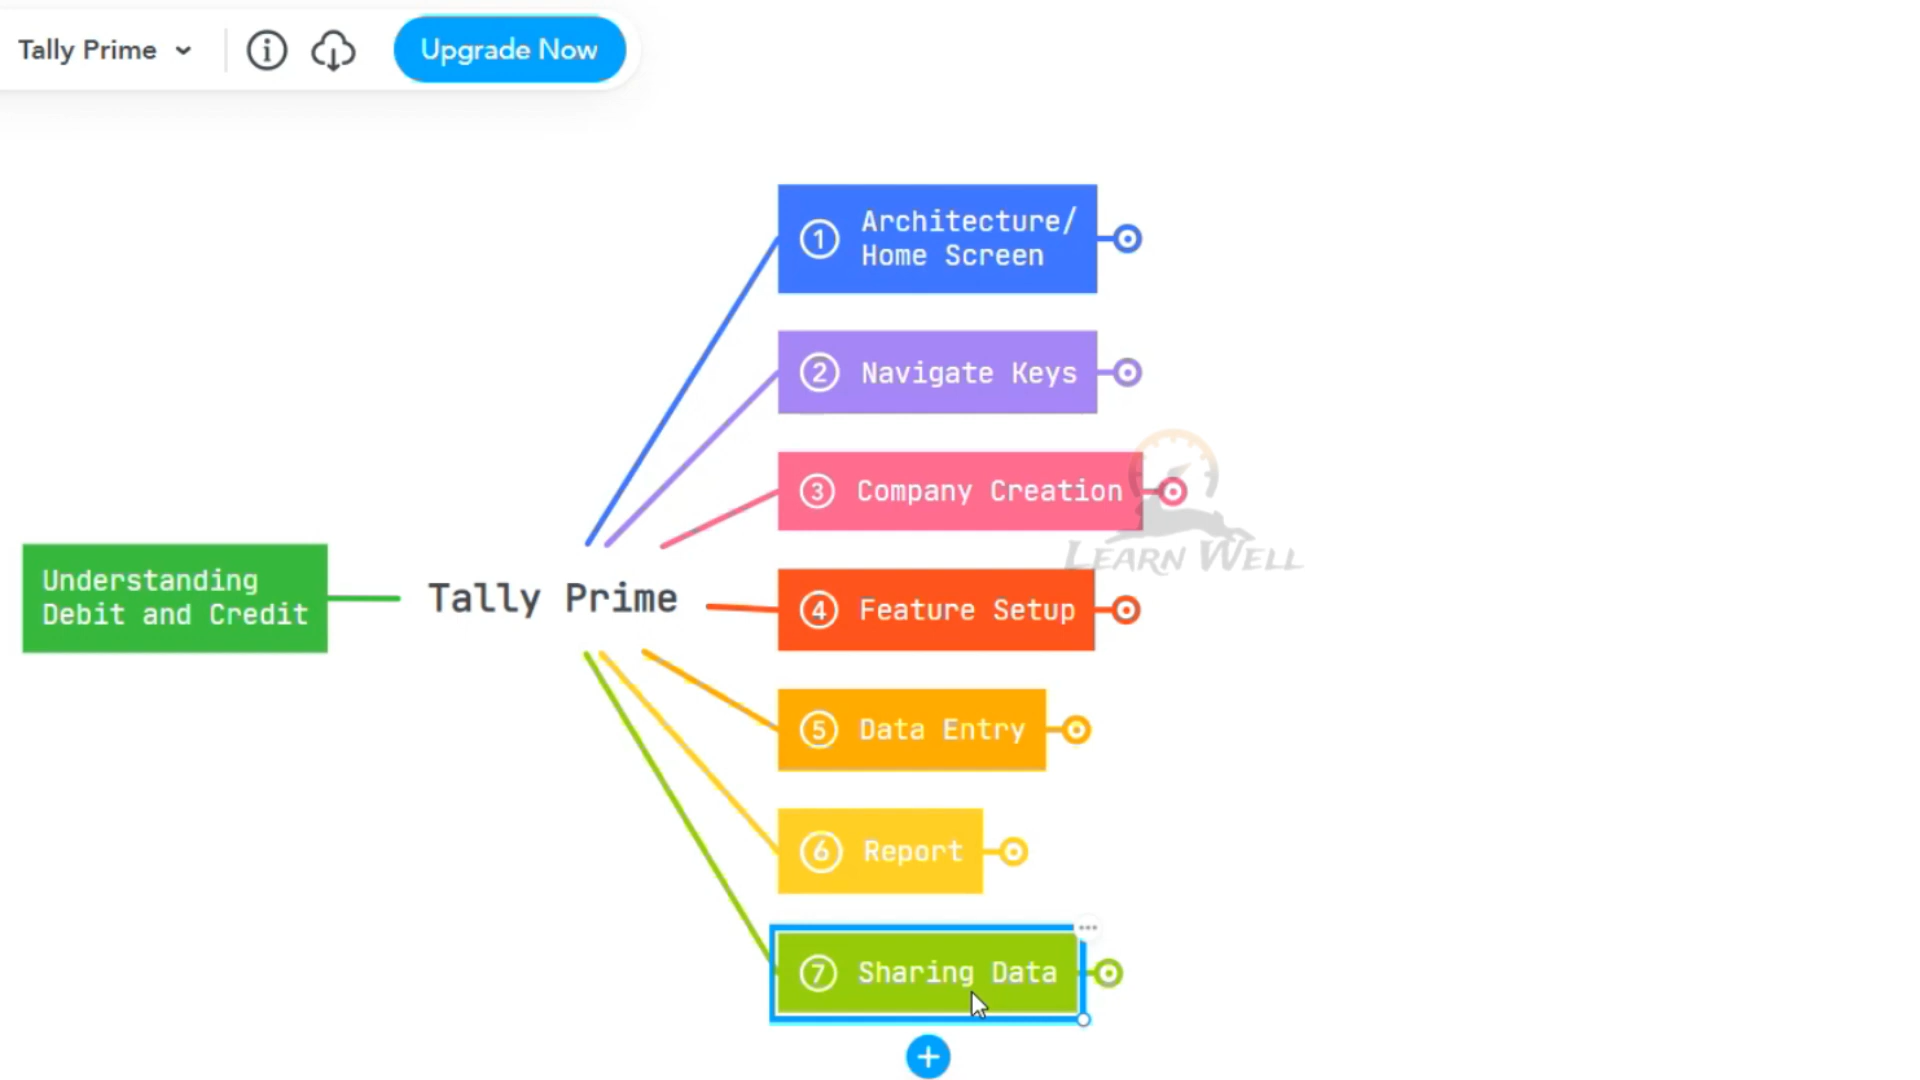 Tally Prime
Upgrade Now
1 Architecture/
Home Screen
2 Navigate Keys
3 Company Creation
LEARN WELL
Understanding
Debit and Credit
Tally Prime
4 Feature Setup
5 Data Entry
6 Report
7 Sharing Data